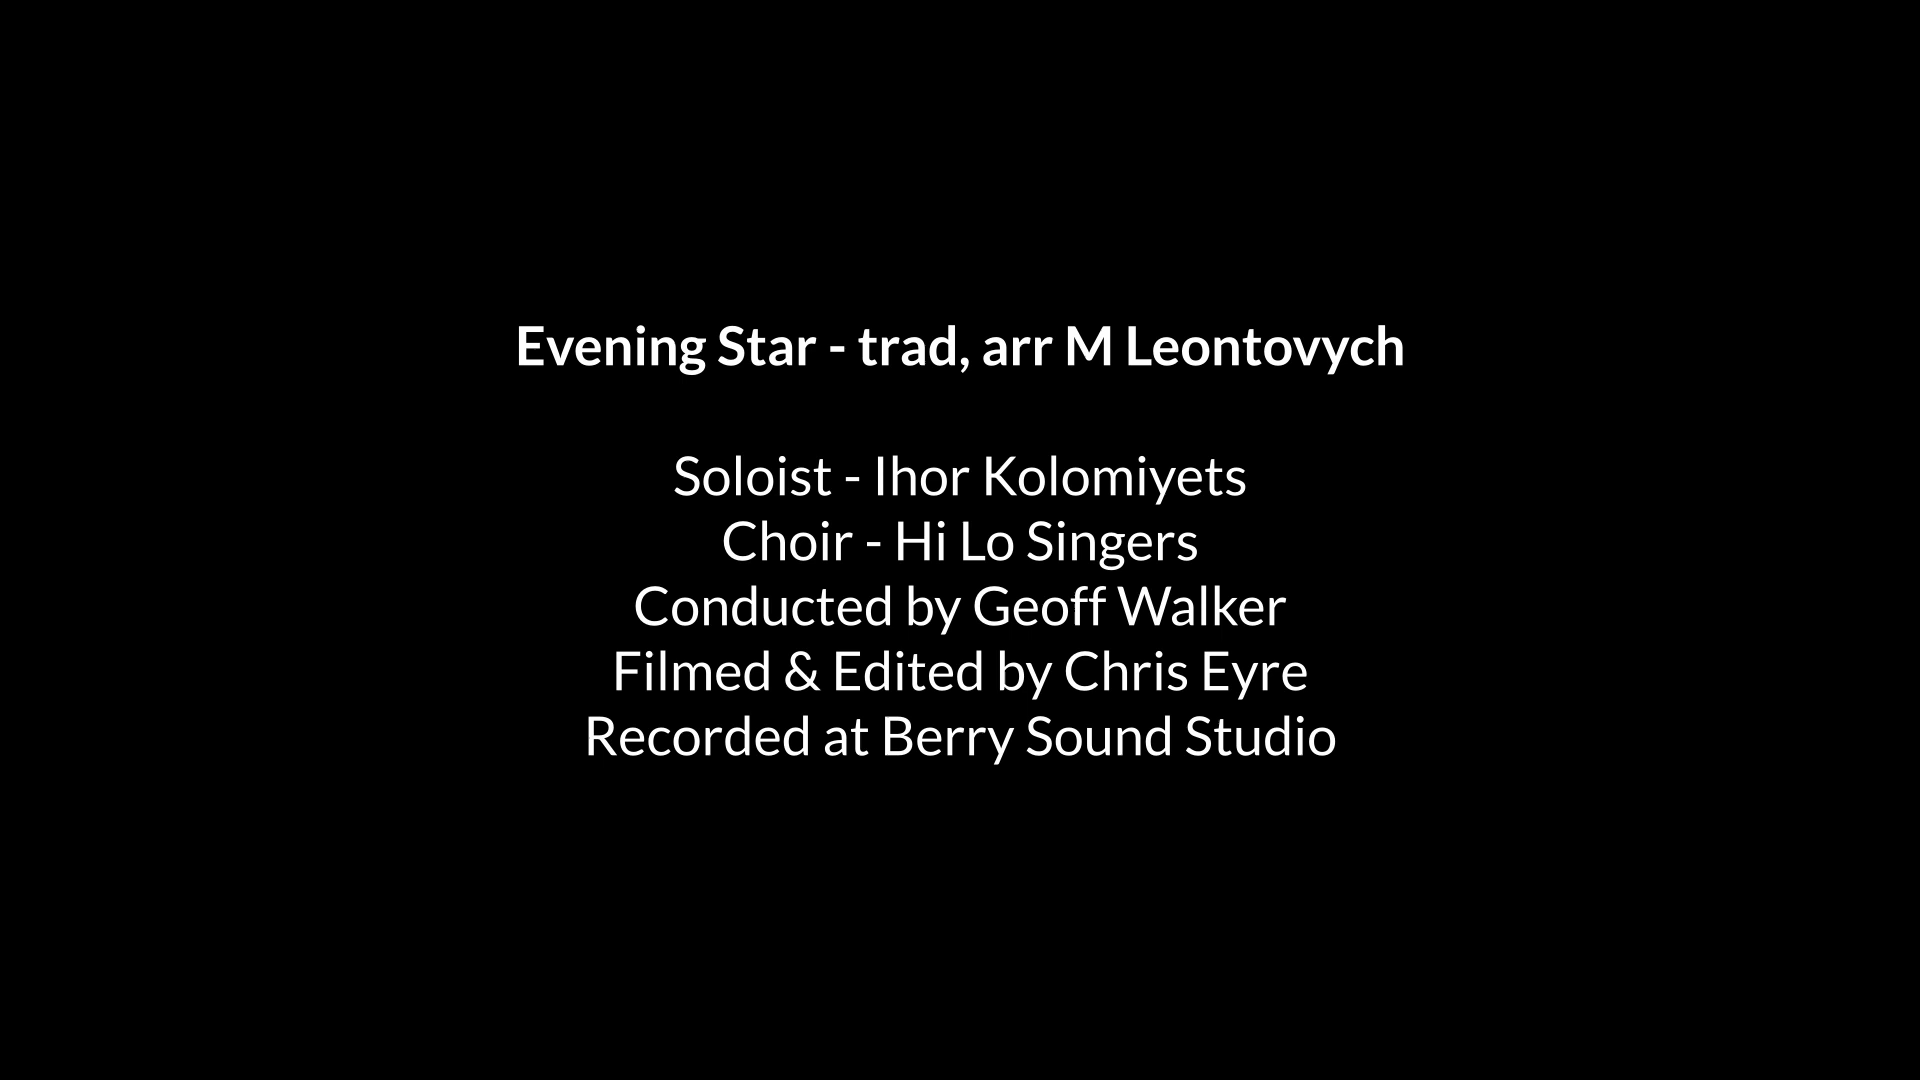 Evening Star - trad, arr M Leontovych
Soloist - Ihor Kolomiyets
Choir - Hi Lo Singers
Conducted by Geoff Walker
Filmed & Edited by Chris Eyre
Recorded at Berry Sound Studio